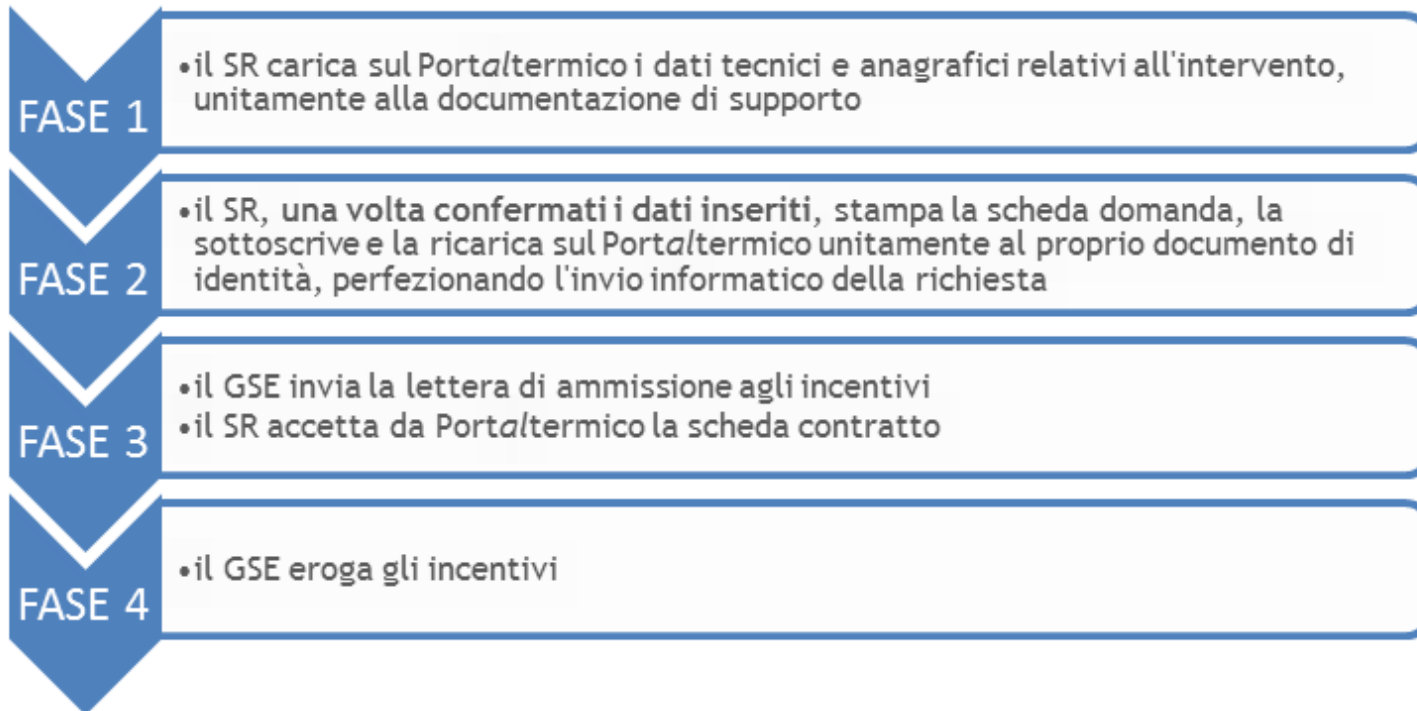 FASE 1
•il SR carica sul Portaltermico i dati tecnici e anagrafici relativi all'intervento,
unitamente alla documentazione di supporto
FASE 2
•il SR, una volta confermati i dati inseriti, stampa la scheda domanda, la
sottoscrive e la ricarica sul Portaltermico unitamente al proprio documento di
identità, perfezionando l'invio informatico della richiesta
FASE 3
•il GSE invia la lettera di ammissione agli incentivi
•il SR accetta da Portaltermico la scheda contratto
FASE 4
•il GSE eroga gli incentivi